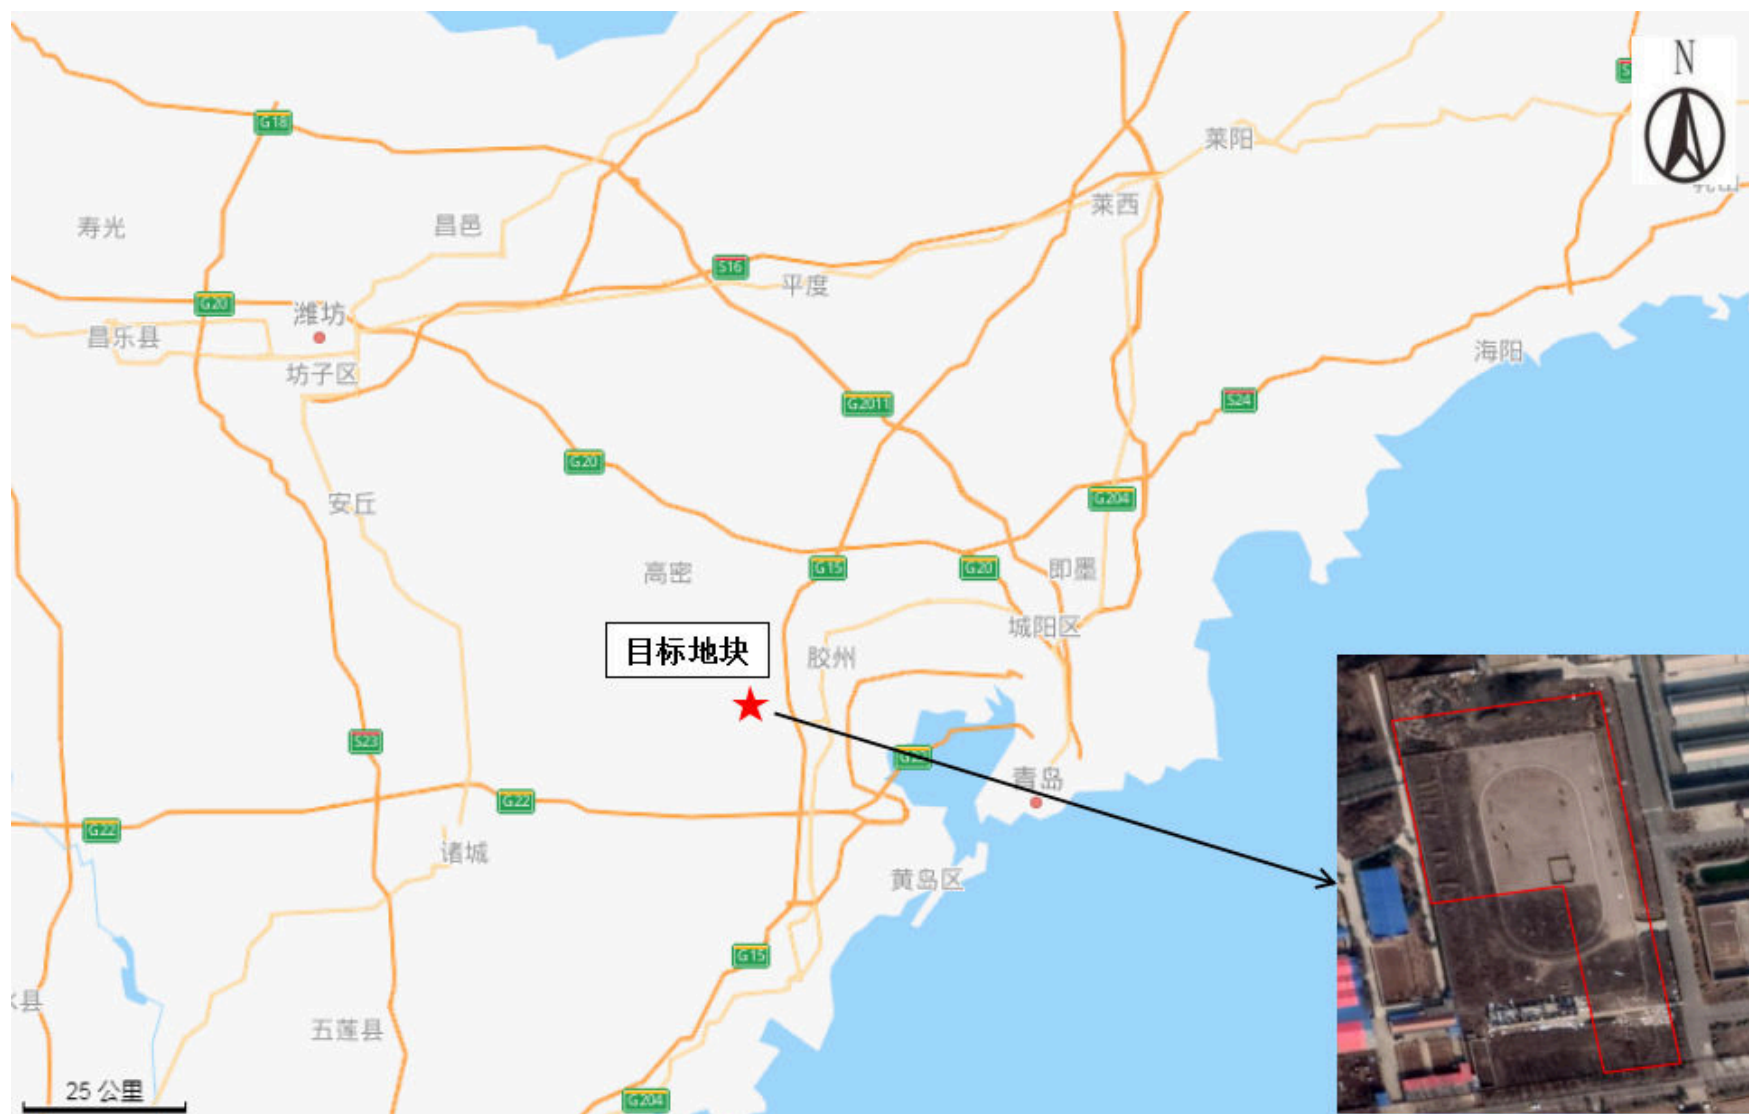 N
G18
莱阳
莱西
寿光
昌邑
S16
平度
G20
潍坊
昌乐县
坊子区
海阳
G2011
S24
G20
安丘
G204
高密
G15
G20
即墨
城阳区
目标地块
胶州
S23
青岛
G22
G22
诸城
黄岛区
G15
五莲县
25 公里
G204